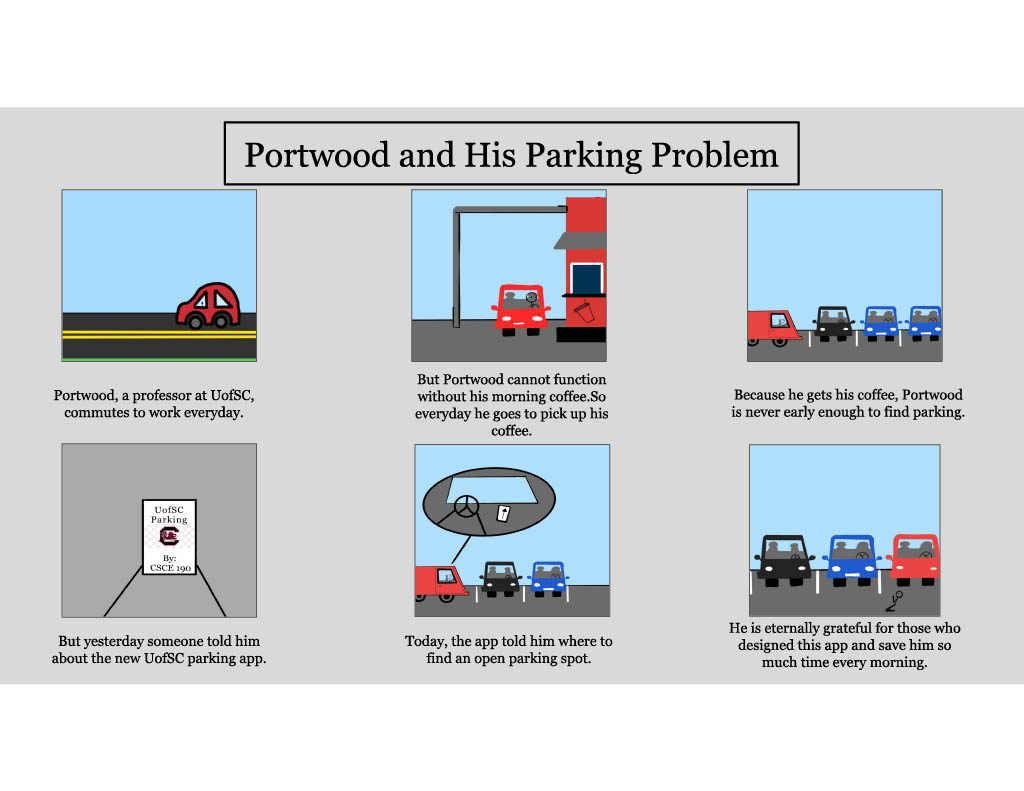 Portwood and His Parking Problem
Portwood, a professor at UofSC,
commutes to work everyday.
But Portwood cannot function
without his morning coffee.So
everyday he goes to pick up his
coffee.
Because he gets his coffee, Portwood
is never early enough to find parking.
UofSC
Parking
By:
CSCE 190
But yesterday someone told him
about the new UofSC parking app.
Today, the app told him where to
find an open parking spot.
He is eternally grateful for those who
designed this app and save him so
much time every morning.